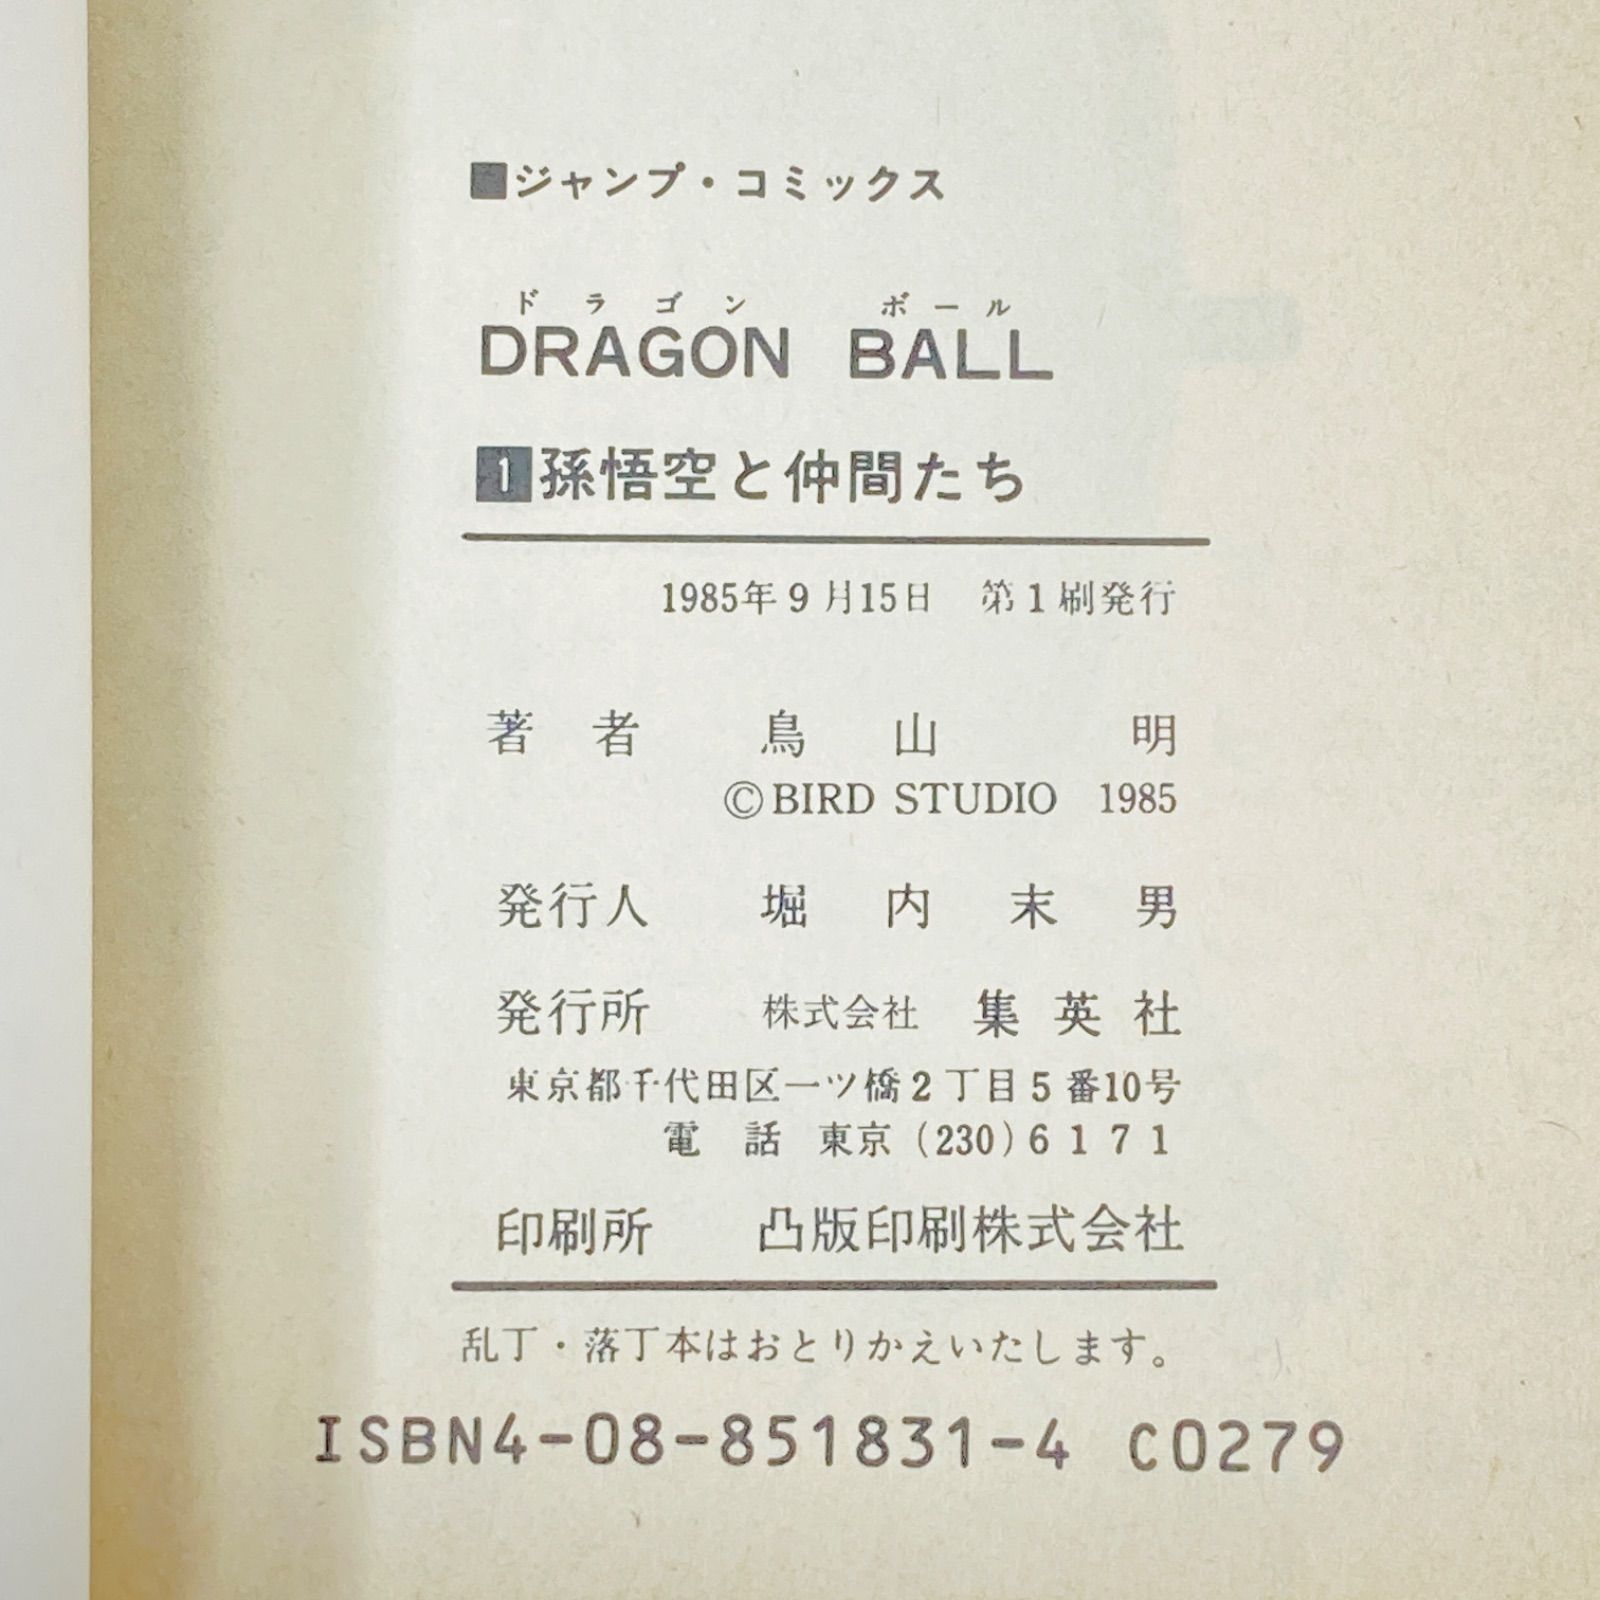 ■ジャンプ・コミックス
ドラゴン ボール
DRAGON BALL
1 孫悟空と仲間たち
1985年9月15日 第1刷発行
著者 鳥山 明
©BIRD STUDIO 1985
発行人 堀内末男
発行所 株式会社 集英社
東京都千代田区一ツ橋2丁目5番10号
電話 東京(230)6171
印刷所 凸版印刷株式会社
乱丁・落丁本はおとりかえいたします。
ISBN4-08-851831-4 C0279